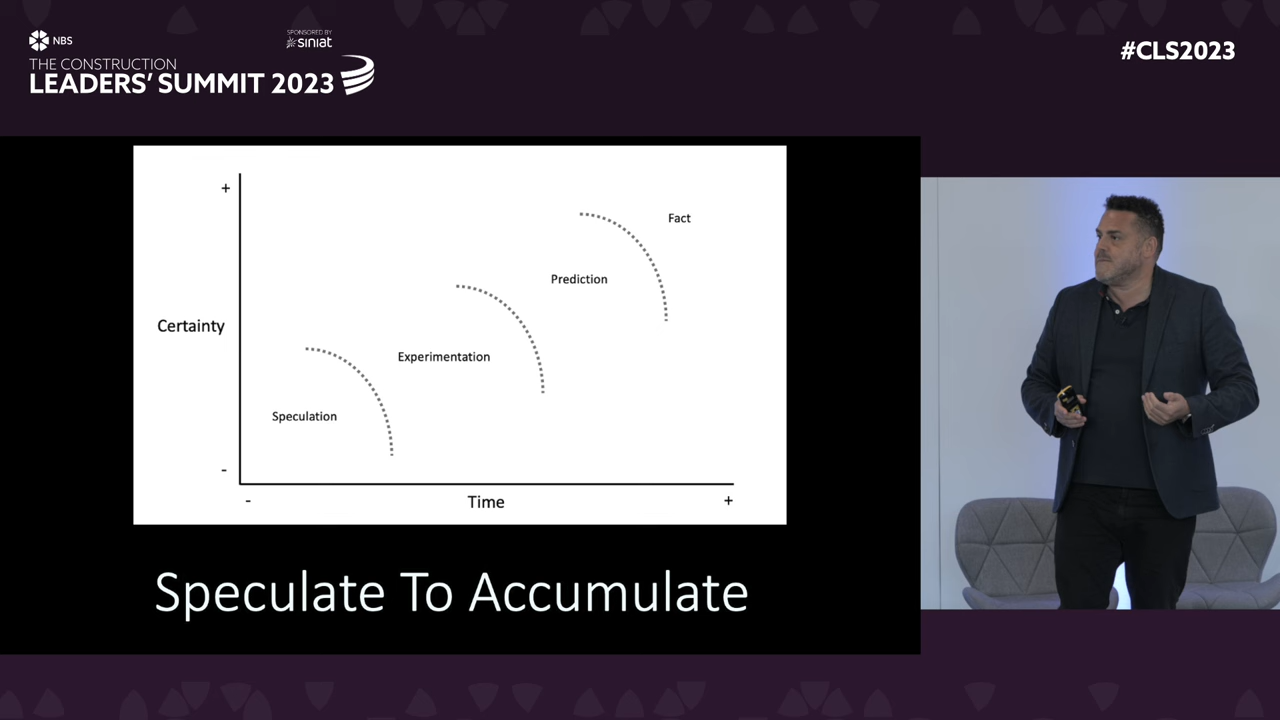 NBS
SPONSORED BY
siniat
THE CONSTRUCTION
LEADERS' SUMMIT 2023
#CLS2023
+
Fact
Prediction
Certainty
Experimentation
Speculation
-
- Time +
Speculate To Accumulate